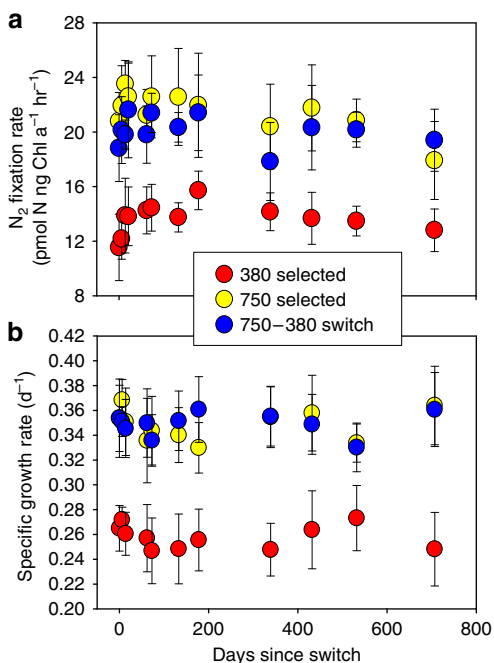 a
28
24
20
16
12
8
N₂ fixation rate
(pmol N ng Chl a⁻¹ hr⁻¹)
380 selected
750 selected
750–380 switch
b
0.42
0.40
0.38
0.36
0.34
0.32
0.30
0.28
0.26
0.24
0.22
0.20
Specific growth rate (d⁻¹)
0 200 400 600 800
Days since switch